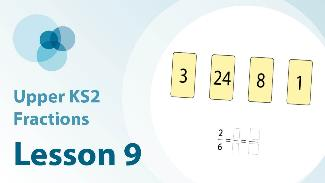 Upper KS2
Fractions
Lesson 9
3 24 8 1
2/6 = _/_ = _/_